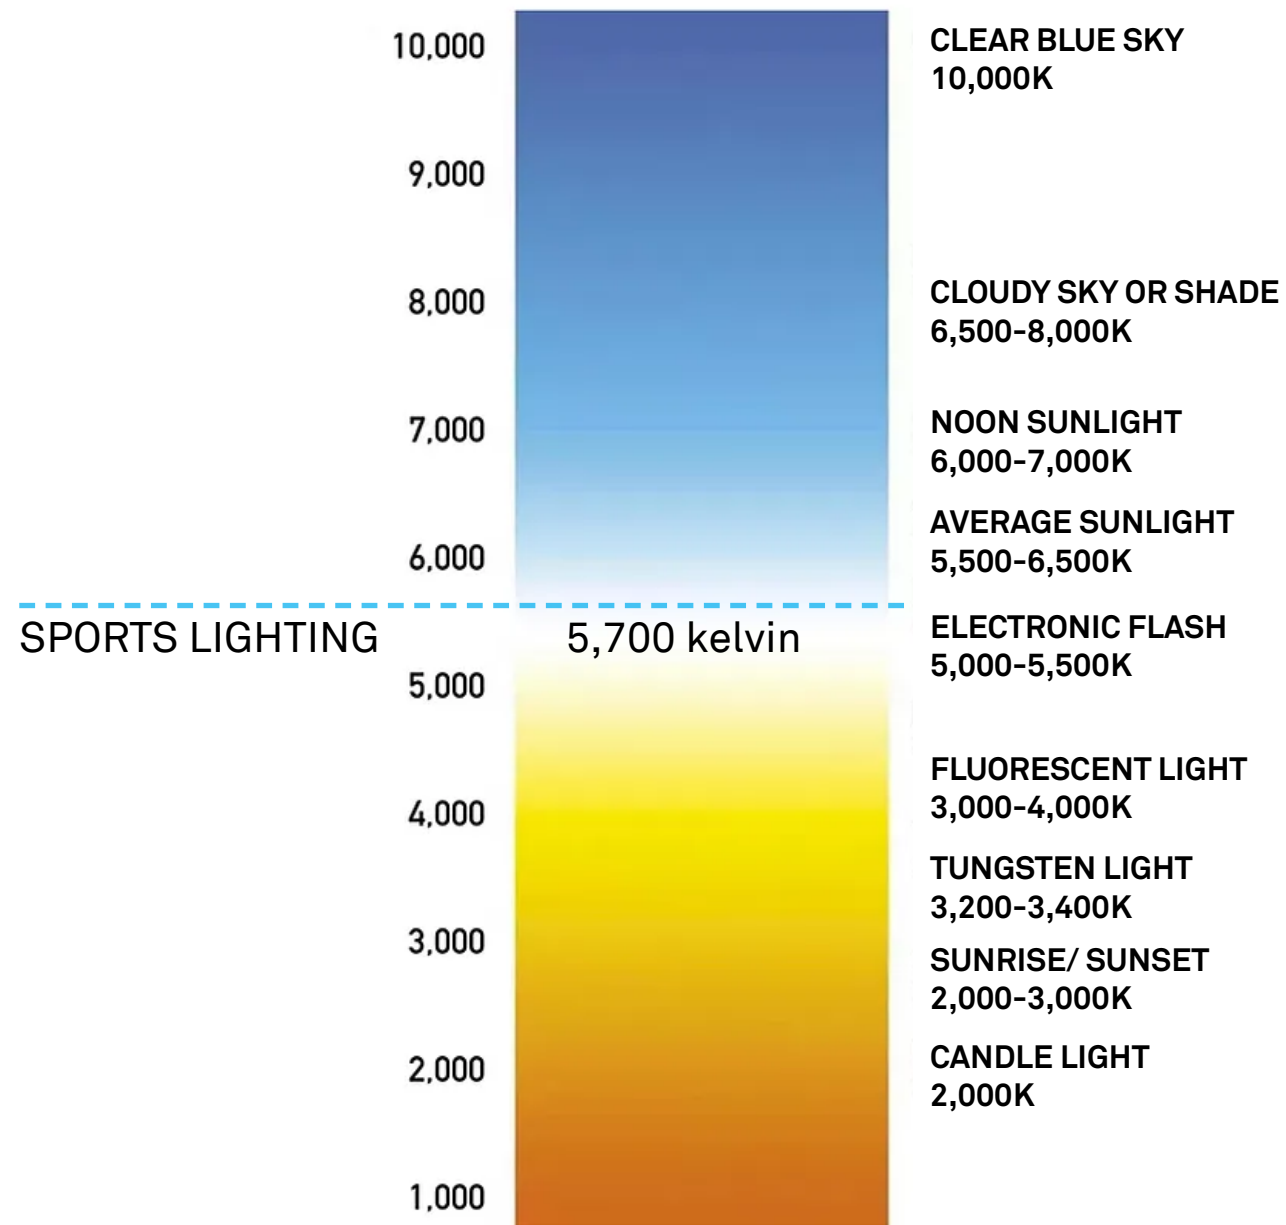 10,000
9,000
8,000
7,000
6,000
SPORTS LIGHTING
5,700 kelvin
5,000
4,000
3,000
2,000
1,000
CLEAR BLUE SKY
10,000K
CLOUDY SKY OR SHADE
6,500-8,000K
NOON SUNLIGHT
6,000-7,000K
AVERAGE SUNLIGHT
5,500-6,500K
ELECTRONIC FLASH
5,000-5,500K
FLUORESCENT LIGHT
3,000-4,000K
TUNGSTEN LIGHT
3,200-3,400K
SUNRISE/ SUNSET
2,000-3,000K
CANDLE LIGHT
2,000K